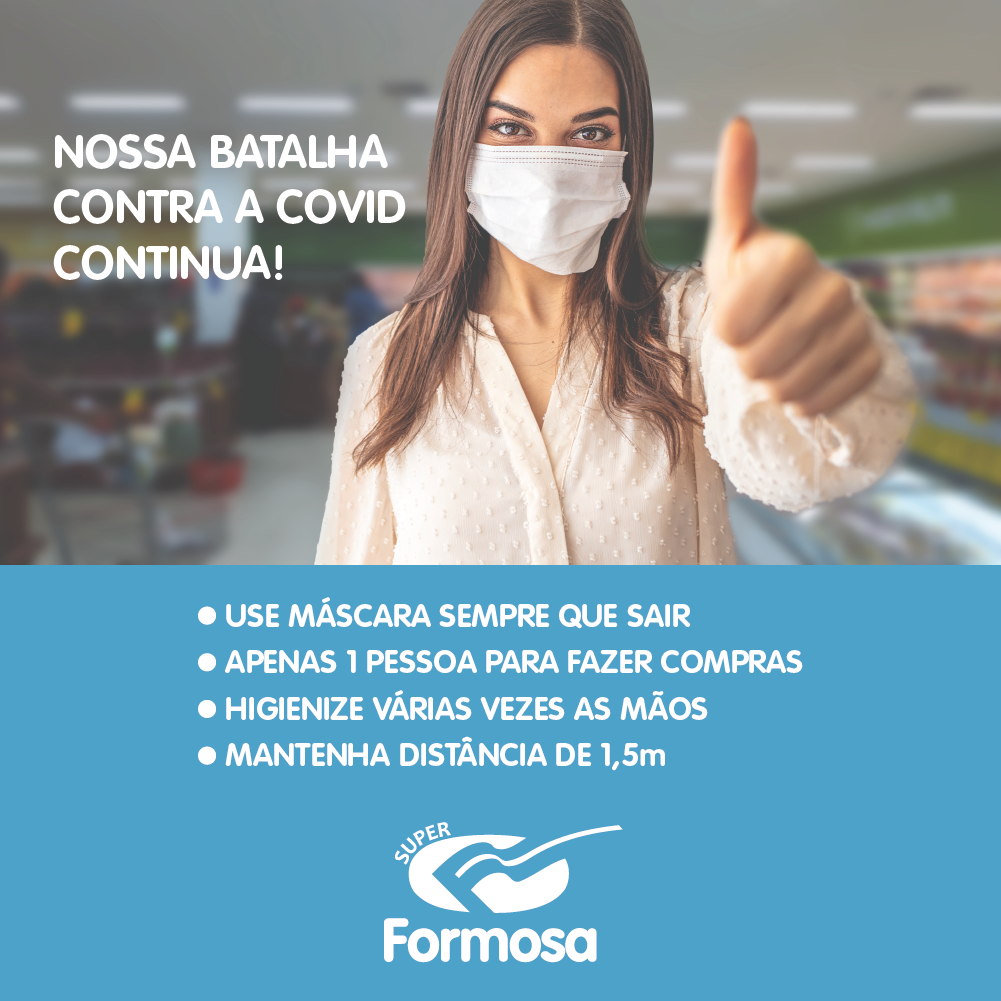 NOSSA BATALHA
CONTRA A COVID
CONTINUA!
● USE MÁSCARA SEMPRE QUE SAIR
● APENAS 1 PESSOA PARA FAZER COMPRAS
● HIGIENIZE VÁRIAS VEZES AS MÃOS
● MANTENHA DISTÂNCIA DE 1,5m
SUPER
Formosa